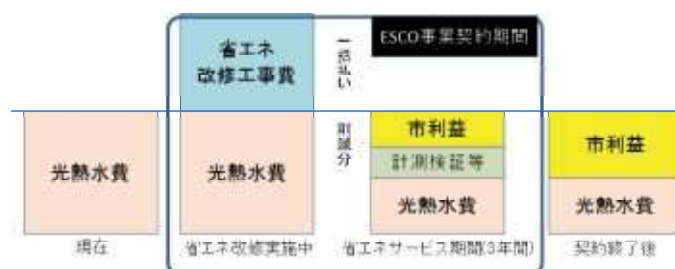 省エネ
改修工事費
一括払い
ESCO事業契約期間
光熱水費
光熱水費
削減分
市利益
計測検証等
光熱水費
市利益
光熱水費
現在
省エネ改修実施中
省エネサービス期間(3年間)
契約終了後